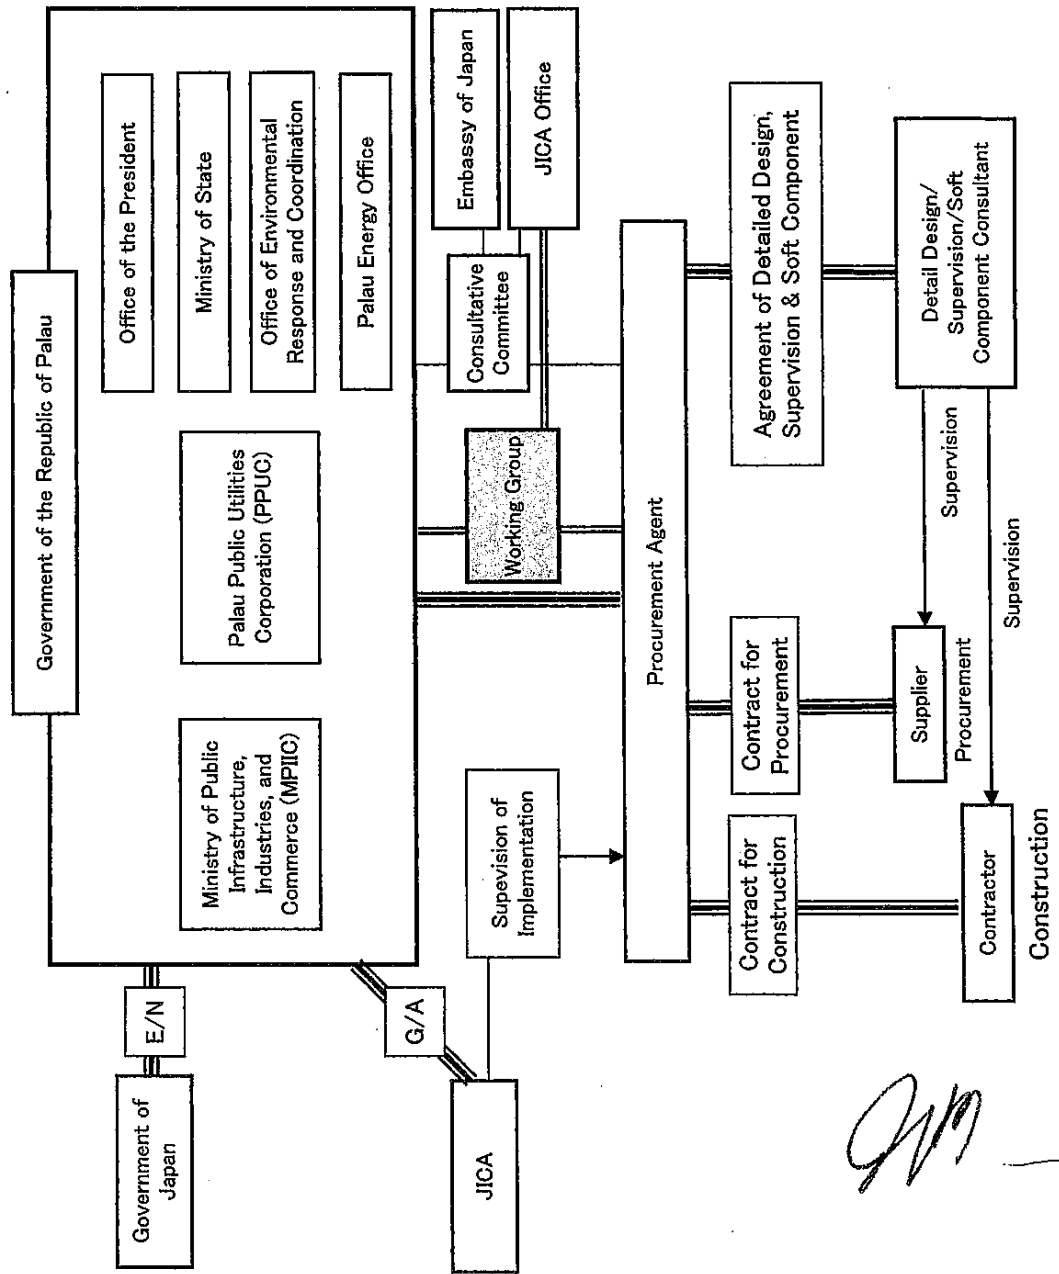 Government of the Republic of Palau
Government of
Japan
E/N
Ministry of Public
Infrastructure,
Industries, and
Commerce (MPIIC)
Palau Public Utilities
Corporation (PPUC)
Office of the President
Ministry of State
Office of Environmental
Response and Coordination
Palau Energy Office
G/A
JICA
Supevision of
Implementation
Working Group
Consultative
Committee
Embassy of Japan
JICA Office
Procurement Agent
Contract for
Construction
Contract for
Procurement
Agreement of Detailed Design,
Supervision & Soft Component
Contractor
Construction
Supplier
Procurement
Supervision
Supervision
Detail Design/
Supervision/Soft
Component Consultant